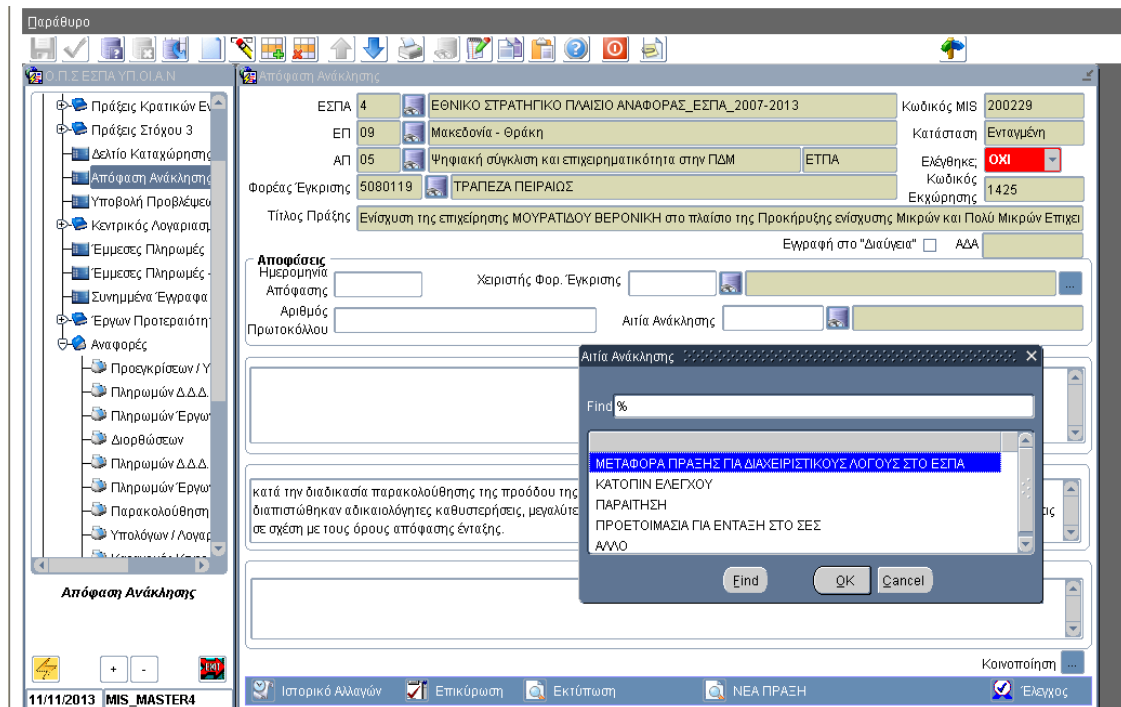 Παράθυρο
Ο.Π.Σ ΕΣΠΑ ΥΠ.ΟΙ.Α.Ν
Απόφαση Ανάκλησης
Πράξεις Κρατικών Εν
Πράξεις Στόχου 3
Δελτίο Καταχώρησης
Απόφαση Ανάκλησης
Υποβολή Προβλέψεω
Κεντρικός Λογαριασμ
Έμμεσες Πληρωμές
Έμμεσες Πληρωμές -
Συνημμένα Έγγραφα
Έργων Προτεραιότη
Αναφορές
Προεγκρίσεων / Υ
Πληρωμών Δ.Δ.Δ.
Πληρωμών Έργω
Διορθώσεων
Πληρωμών Δ.Δ.Δ.
Πληρωμών Έργω
Παρακολούθηση
Υπολόγων / Λογαρ
Απόφαση Ανάκλησης
+ -
EXIT
11/11/2013 MIS_MASTER4
ΕΣΠΑ 4 ΕΘΝΙΚΟ ΣΤΡΑΤΗΓΙΚΟ ΠΛΑΙΣΙΟ ΑΝΑΦΟΡΑΣ_ΕΣΠΑ_2007-2013 Κωδικός MIS 200229
ΕΠ 09 Μακεδονία - Θράκη Κατάσταση Ενταγμένη
ΑΠ 05 Ψηφιακή σύγκλιση και επιχειρηματικότητα στην ΠΔΜ ΕΤΠΑ Ελέγθηκε; ΟΧΙ
Φορέας Έγκρισης 5080119 ΤΡΑΠΕΖΑ ΠΕΙΡΑΙΩΣ Κωδικός Εκχώρησης 1425
Τίτλος Πράξης Ενίσχυση της επιχείρησης ΜΟΥΡΑΤΙΔΟΥ ΒΕΡΟΝΙΚΗ στο πλαίσιο της Προκήρυξης ενίσχυσης Μικρών και Πολύ Μικρών Επιχει
Εγγραφή στο "Διαύγεια" ΑΔΑ
Αποφάσεις
Ημερομηνία Απόφασης Χειριστής Φορ. Έγκρισης ...
Αριθμός Πρωτοκόλλου Αιτία Ανάκλησης
Αιτία Ανάκλησης
Find %
ΜΕΤΑΦΟΡΑ ΠΡΑΞΗΣ ΓΙΑ ΔΙΑΧΕΙΡΙΣΤΙΚΟΥΣ ΛΟΓΟΥΣ ΣΤΟ ΕΣΠΑ
ΚΑΤΟΠΙΝ ΕΛΕΓΧΟΥ
ΠΑΡΑΙΤΗΣΗ
ΠΡΟΕΤΟΙΜΑΣΙΑ ΓΙΑ ΕΝΤΑΞΗ ΣΤΟ ΣΕΣ
ΑΛΛΟ
Find OK Cancel
κατά την διαδικασία παρακολούθησης της προόδου της
διαπιστώθηκαν αδικαιολόγητες καθυστερήσεις, μεγαλύτε
σε σχέση με τους όρους απόφασης ένταξης.
Κοινοποίηση ...
Ιστορικό Αλλαγών Επικύρωση Εκτύπωση ΝΕΑ ΠΡΑΞΗ Έλεγχος